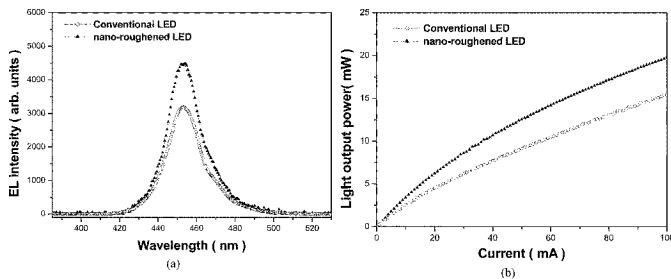 6000
5000
4000
3000
2000
1000
0
EL Intensity ( arb. units )
Conventional LED
nano-roughened LED
400
420
440
460
480
500
520
Wavelength ( nm )
(a)
25
20
15
10
5
0
Light output power( mW )
Conventional LED
nano-roughened LED
0
20
40
60
80
100
Current ( mA )
(b)